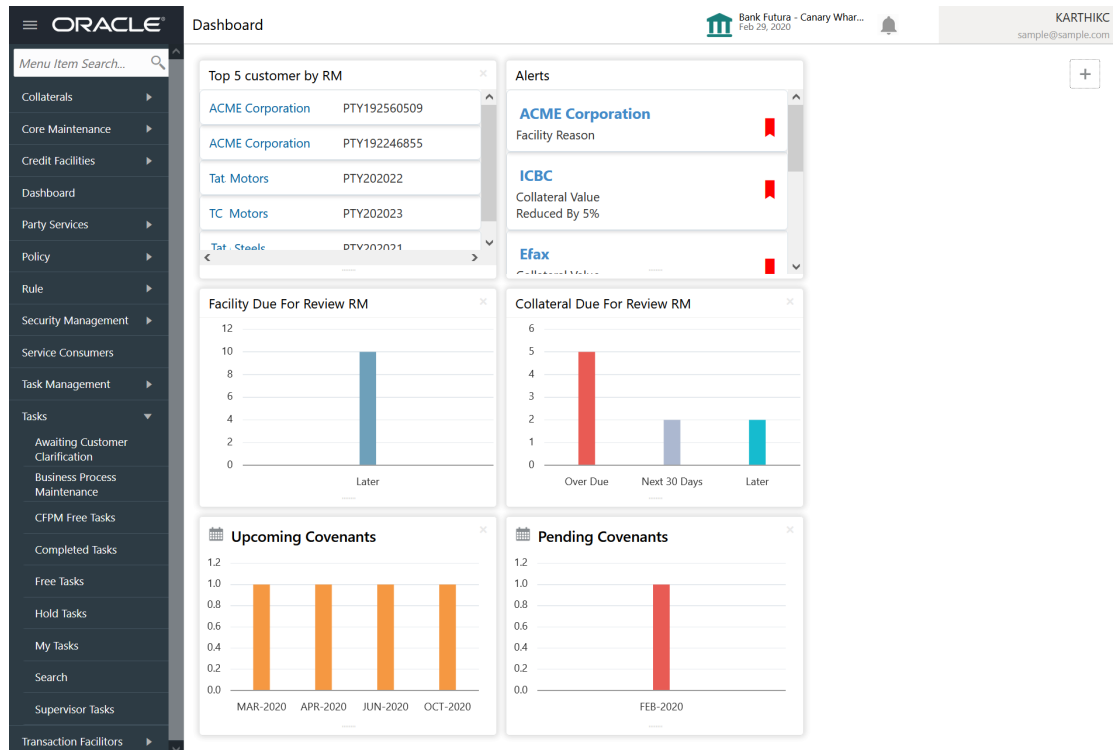 ORACLE
Dashboard
Bank Futura - Canary Whar...
Feb 29, 2020
KARTHIKC
sample@sample.com
Menu Item Search...
Collaterals
Core Maintenance
Credit Facilities
Dashboard
Party Services
Policy
Rule
Security Management
Service Consumers
Task Management
Tasks
Awaiting Customer
Clarification
Business Process
Maintenance
CFPM Free Tasks
Completed Tasks
Free Tasks
Hold Tasks
My Tasks
Search
Supervisor Tasks
Transaction Facilitors
Top 5 customer by RM
ACME Corporation PTY192560509
ACME Corporation PTY192246855
Tat Motors PTY202022
TC Motors PTY202023
Tat Steels PTY202021
Alerts
ACME Corporation
Facility Reason
ICBC
Collateral Value
Reduced By 5%
Efax
Collateral Value
Facility Due For Review RM
12
10
8
6
4
2
0
Later
Collateral Due For Review RM
6
5
4
3
2
1
0
Over Due Next 30 Days Later
Upcoming Covenants
1.2
1.0
0.8
0.6
0.4
0.2
0.0
MAR-2020 APR-2020 JUN-2020 OCT-2020
Pending Covenants
1.2
1.0
0.8
0.6
0.4
0.2
0.0
FEB-2020